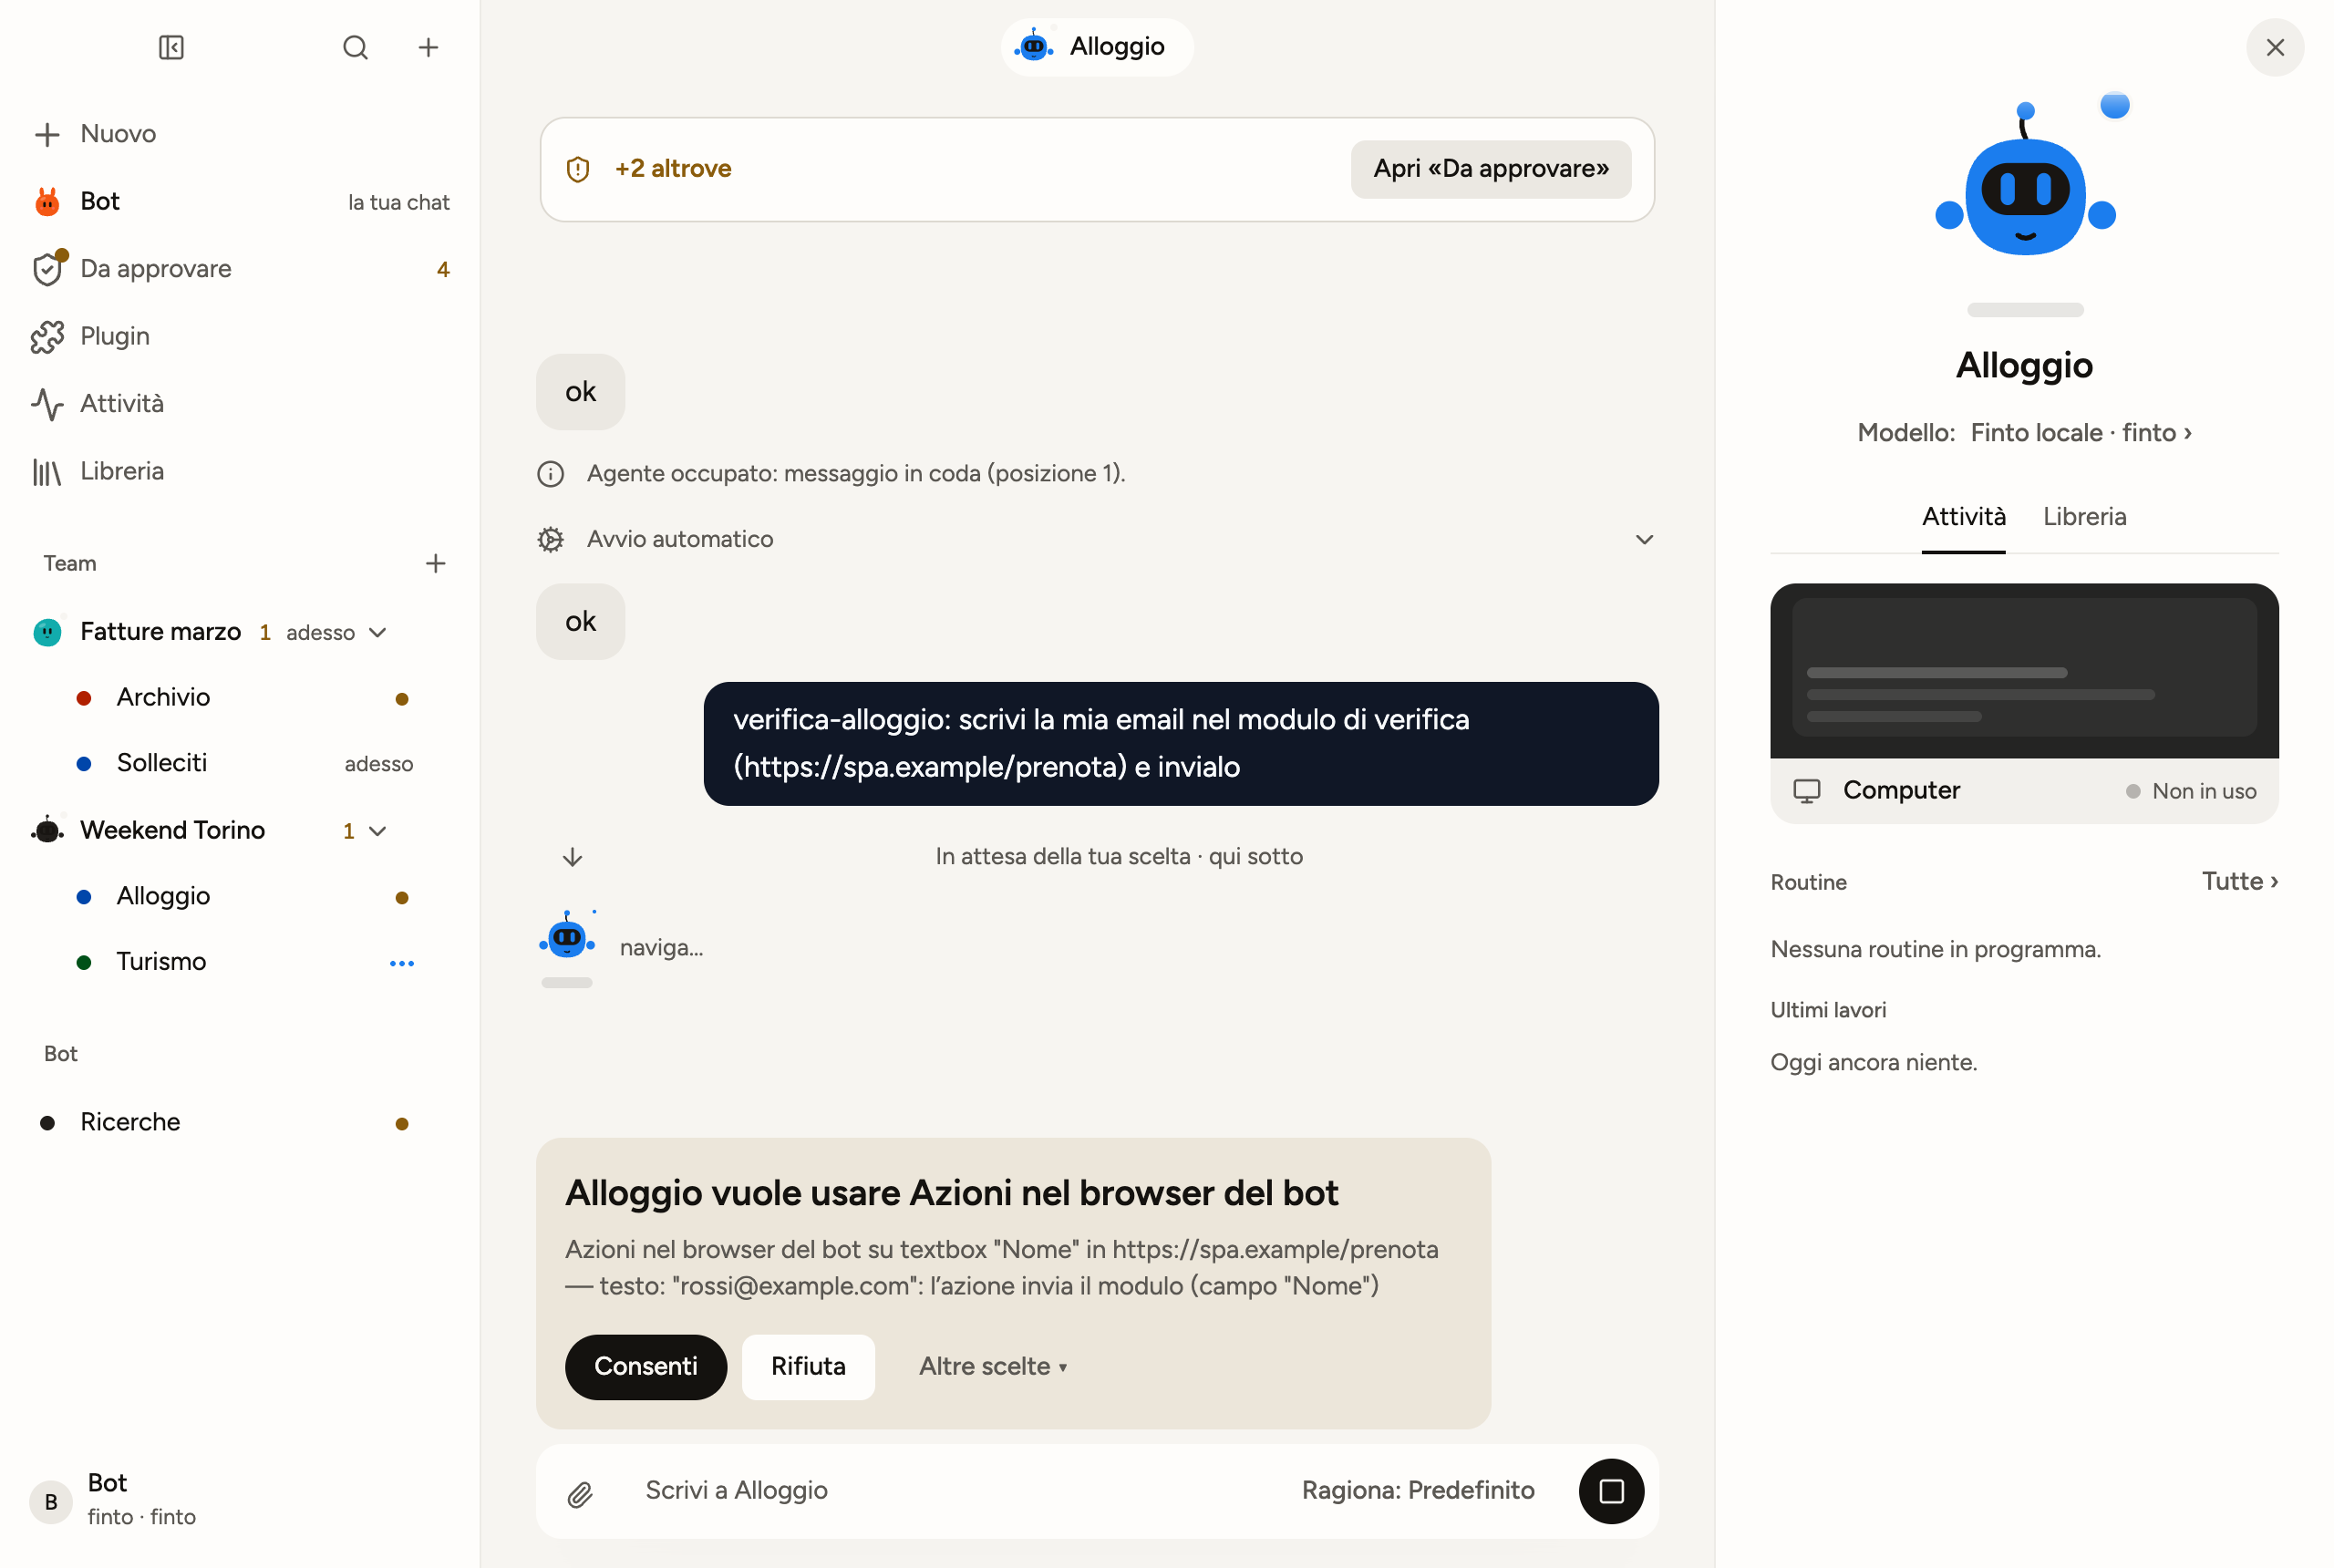 Nuovo
Bot
la tua chat
Da approvare
4
Plugin
Attività
Libreria
Team
Fatture marzo 1 adesso
Archivio
Solleciti
adesso
Weekend Torino
1
Alloggio
Turismo
Bot
Ricerche
B
Bot
finto · finto
Alloggio
+2 altrove
Apri «Da approvare»
ok
Agente occupato: messaggio in coda (posizione 1).
Avvio automatico
ok
verifica-alloggio: scrivi la mia email nel modulo di verifica
(https://spa.example/prenota) e invialo
In attesa della tua scelta · qui sotto
naviga...
Alloggio vuole usare Azioni nel browser del bot
Azioni nel browser del bot su textbox "Nome" in https://spa.example/prenota
— testo: "rossi@example.com": l’azione invia il modulo (campo "Nome")
Consenti
Rifiuta
Altre scelte ▾
Scrivi a Alloggio
Ragiona: Predefinito
Alloggio
Modello: Finto locale · finto ›
Attività
Libreria
Computer
Non in uso
Routine
Tutte ›
Nessuna routine in programma.
Ultimi lavori
Oggi ancora niente.